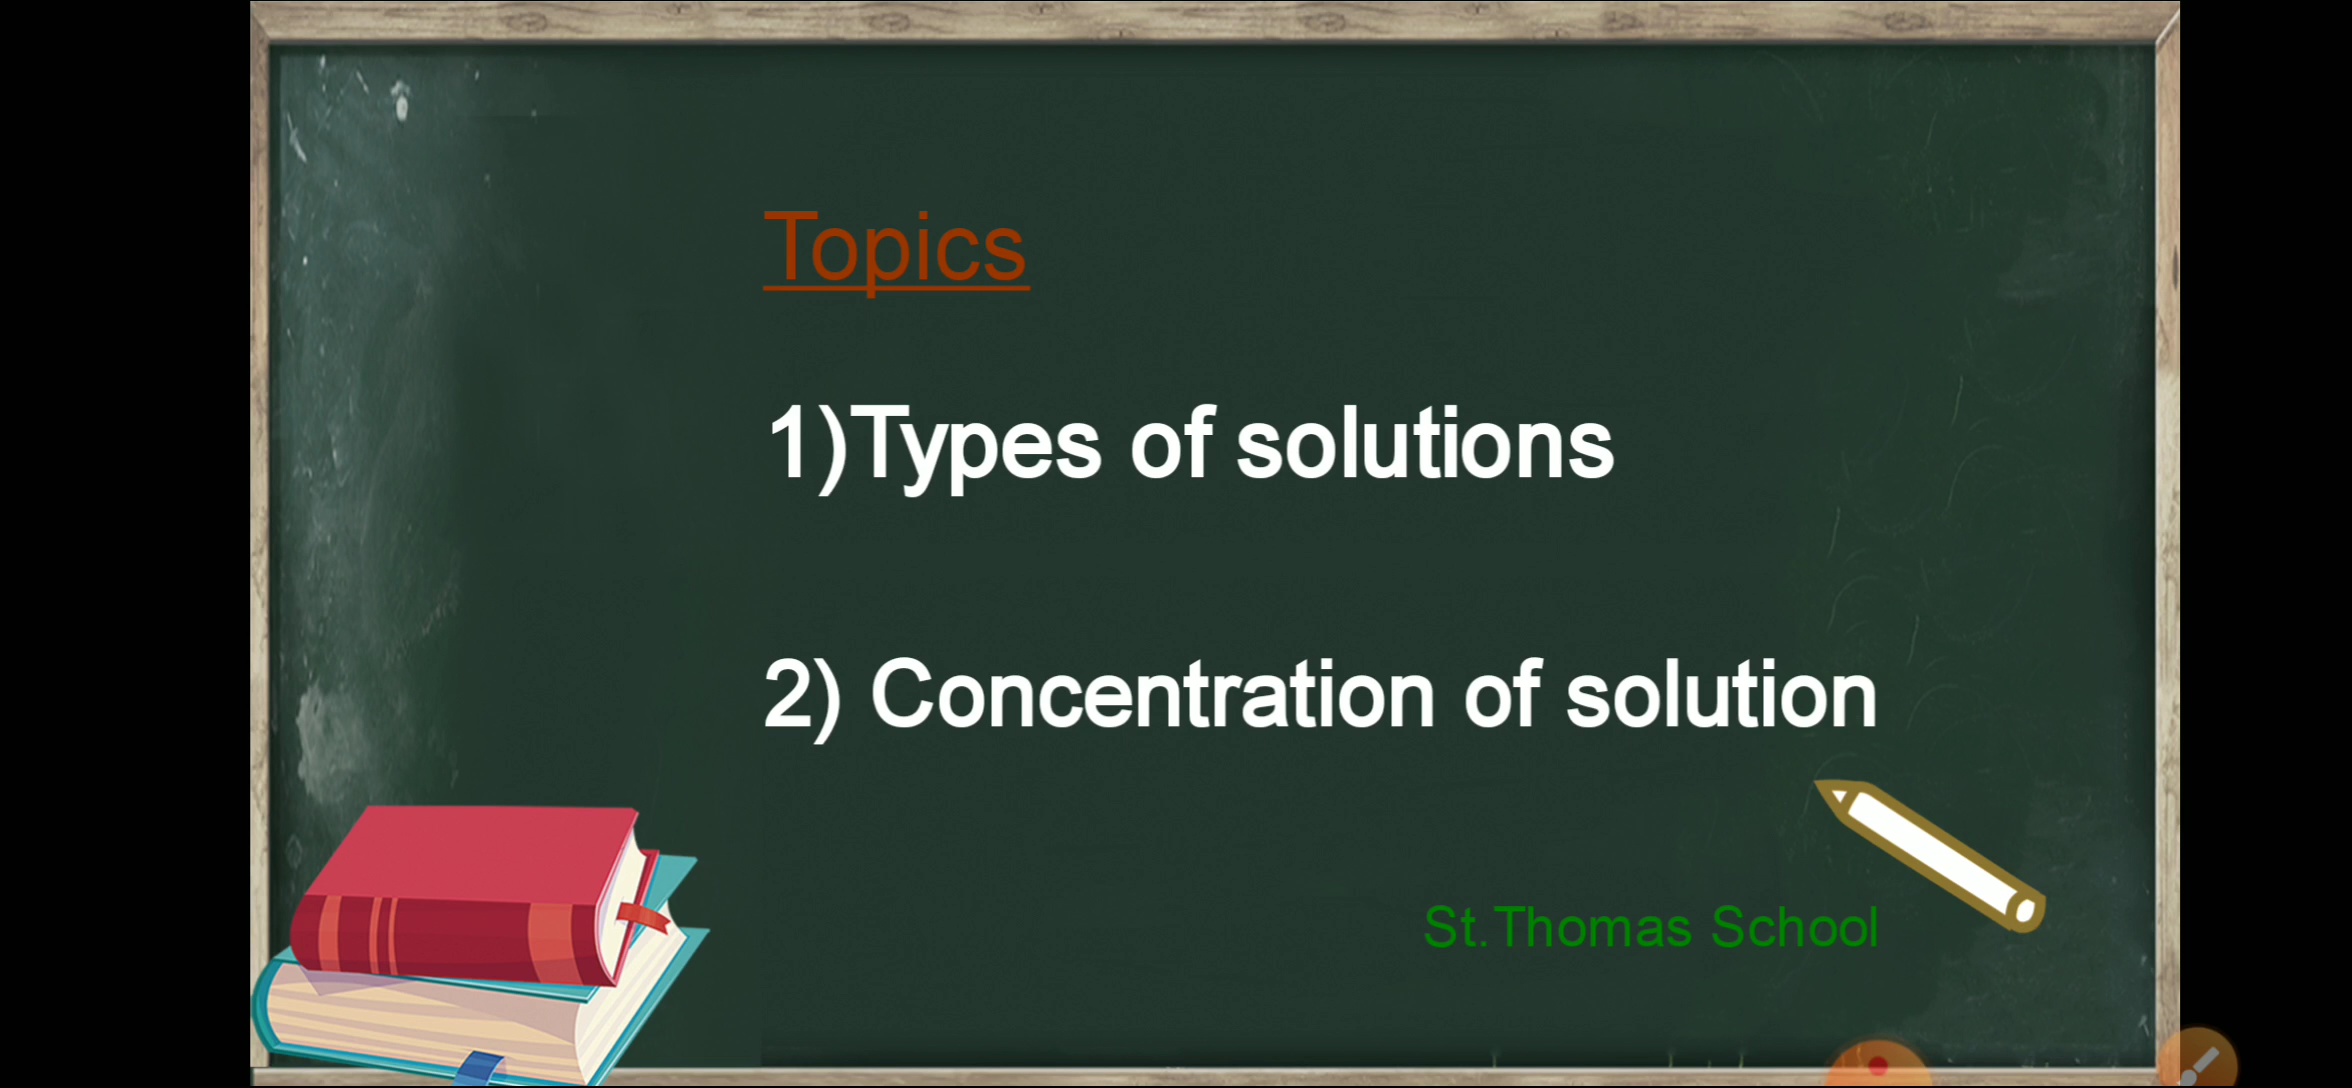 Topics
1)Types of solutions
2) Concentration of solution
St.Thomas School